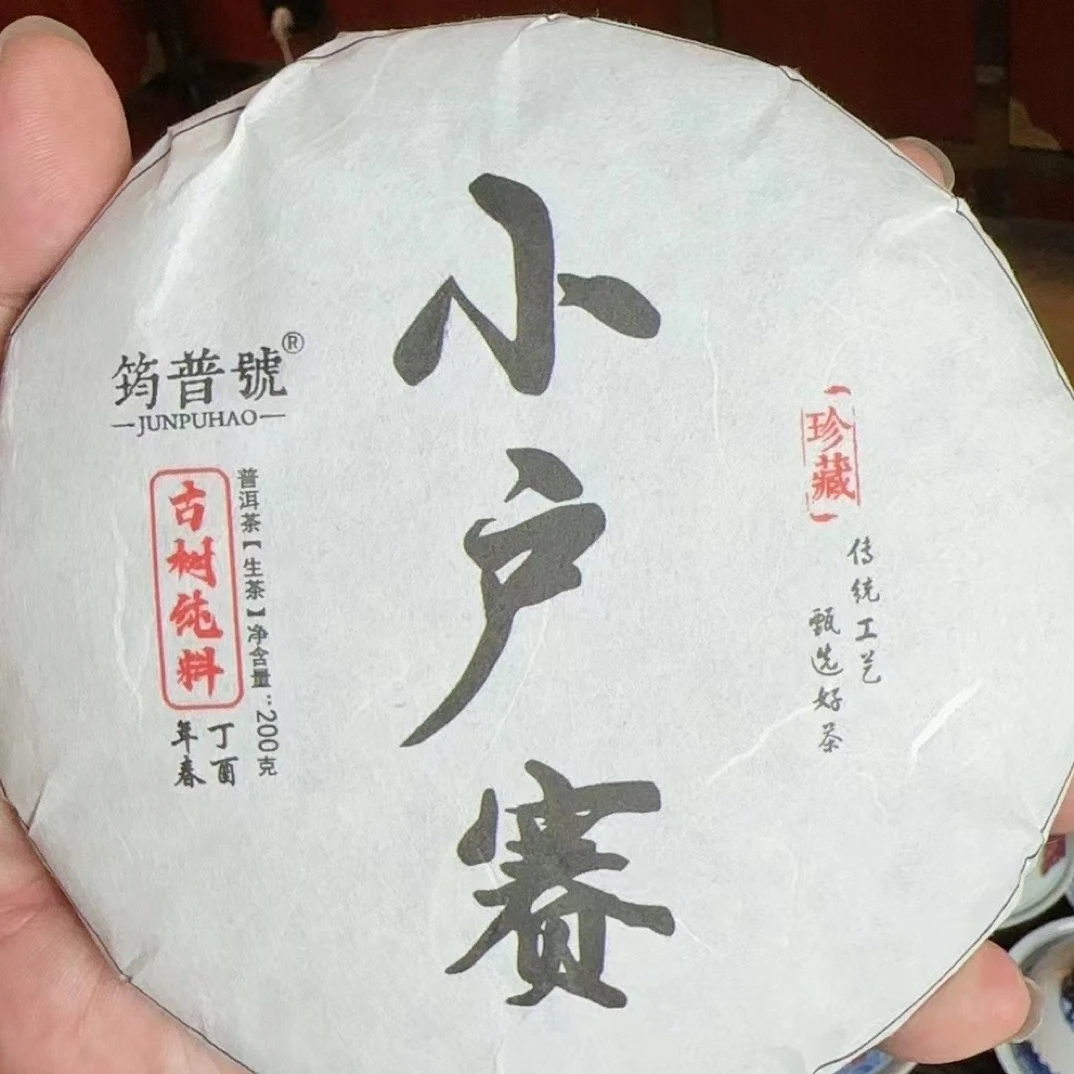 小户赛
筠普號®
JUNPUHAO
古树纯料
普洱茶【生茶】净含量:200克
丁酉
年春
珍藏
传统工艺
甄选好茶